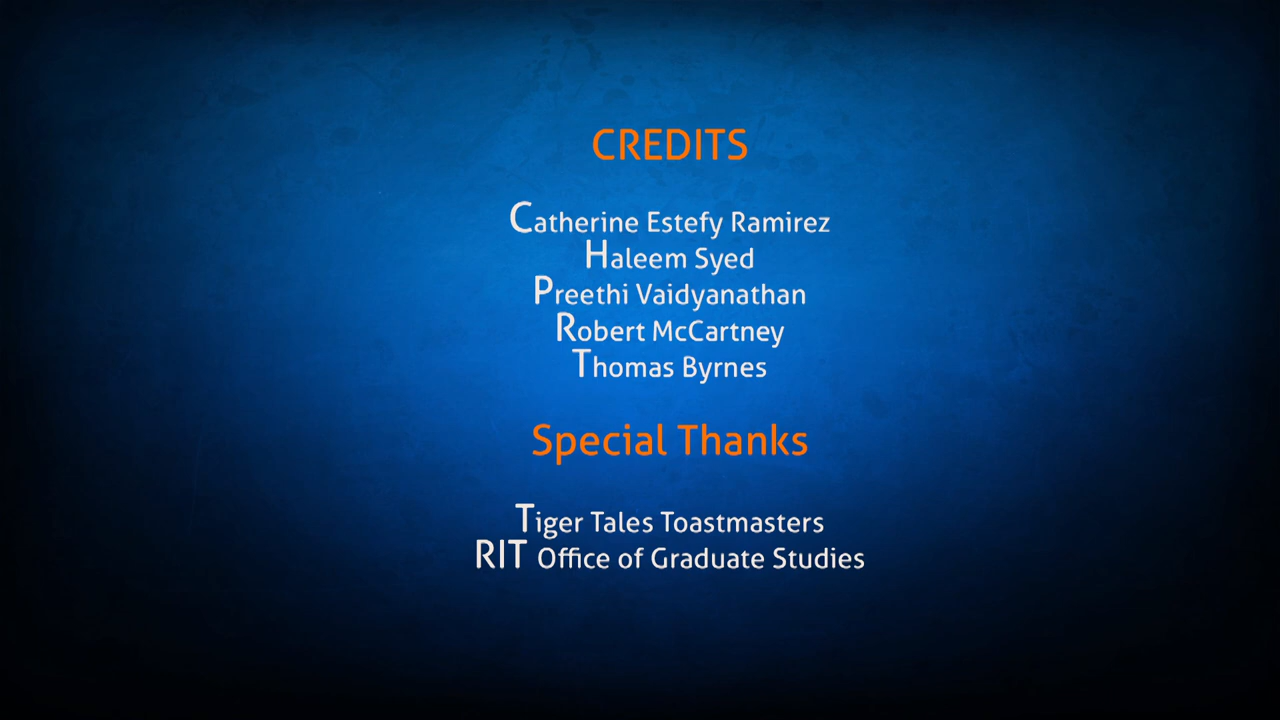 CREDITS
Catherine Estefy Ramirez
Haleem Syed
Preethi Vaidyanathan
Robert McCartney
Thomas Byrnes
Special Thanks
Tiger Tales Toastmasters
RIT Office of Graduate Studies